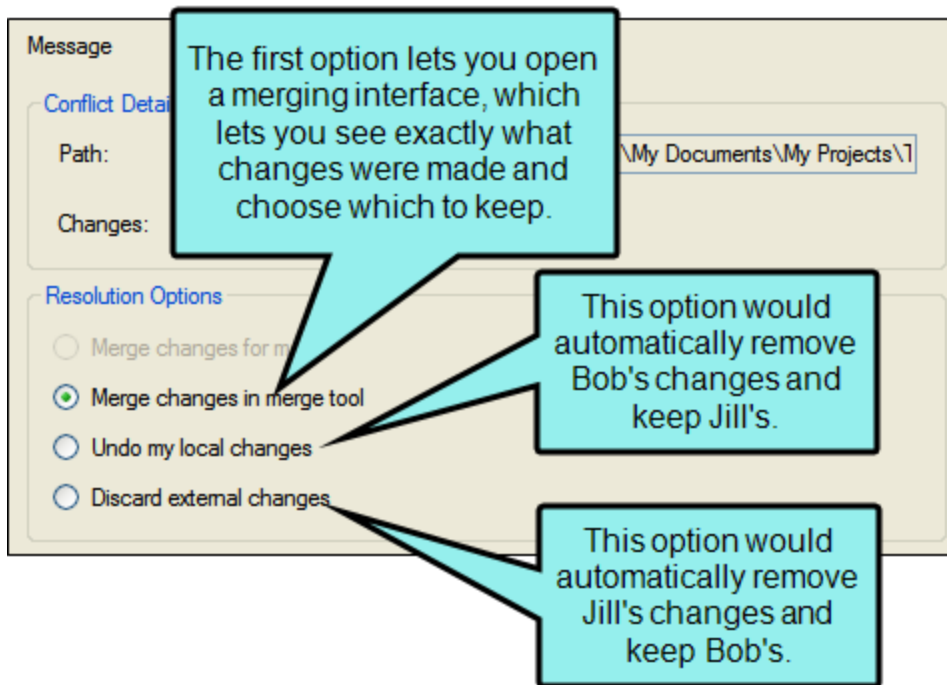 Message
The first option lets you open
a merging interface, which
lets you see exactly what
changes were made and
choose which to keep.
Conflict
Path:
\My Documents\My Projects\
Changes:
Resolution Options
Merge changes for
Merge changes in merge tool
Undo my local changes
Discard external changes
This option would
automatically remove
Bob's changes and
keep Jill's.
This option would
automatically remove
Jill's changes and
keep Bob's.